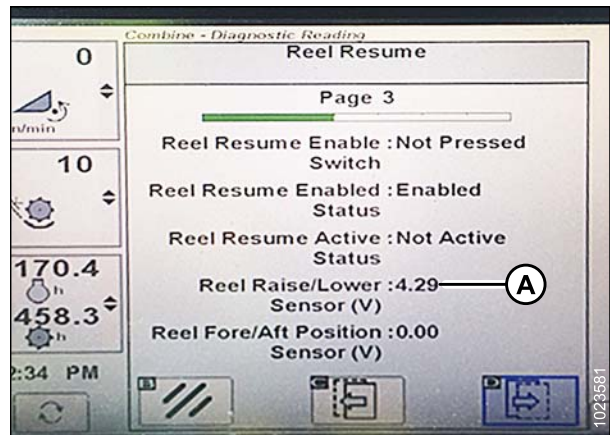 Combine - Diagnostic Reading
Reel Resume
Page 3
Reel Resume Enable :Not Pressed
Switch
Reel Resume Enabled :Enabled
Status
Reel Resume Active :Not Active
Status
Reel Raise/Lower :4.29
Sensor (V)
Reel Fore/Aft Position :0.00
Sensor (V)
A
0
n/min
10
170.4
h
458.3
h
2:34 PM
B
C
D
1023581